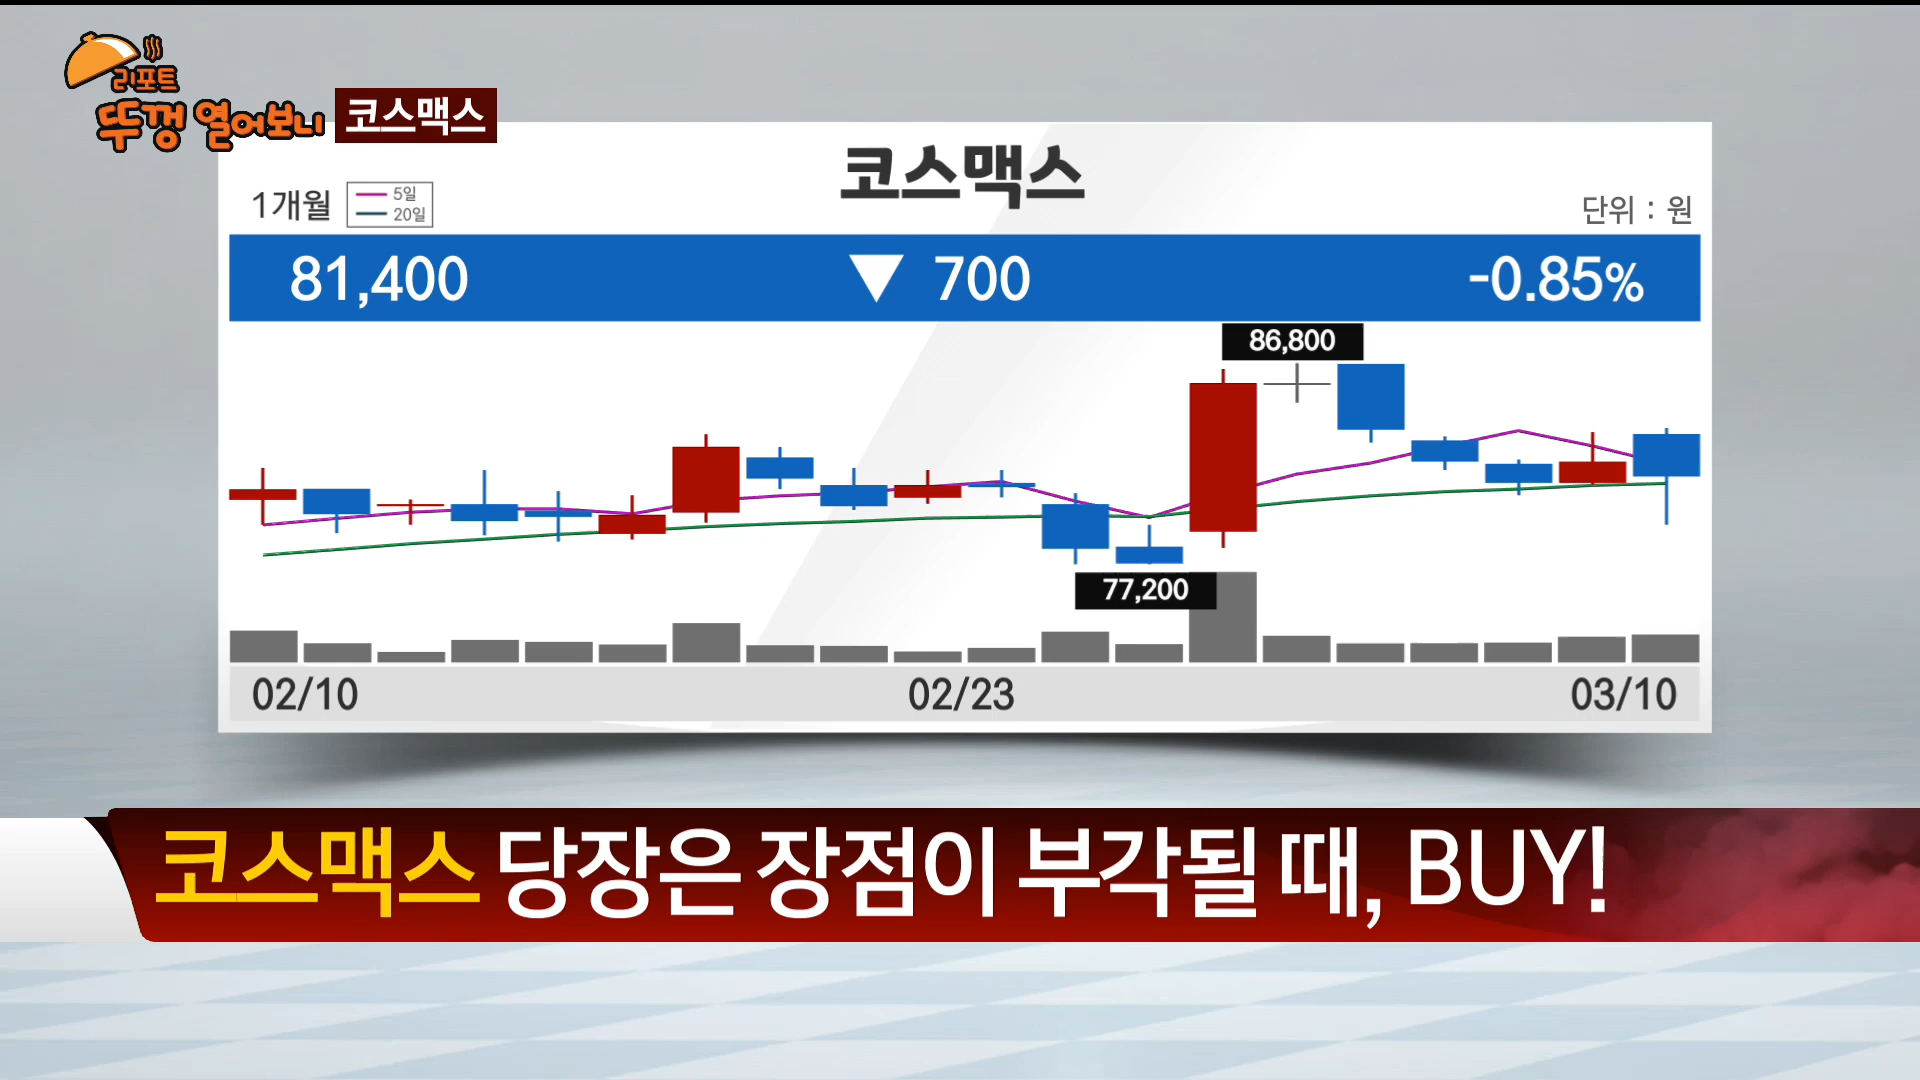 리포트
뚜껑 열어보니
코스맥스
코스맥스
1개월
5일
20일
단위 : 원
81,400 ▼ 700 -0.85%
86,800
77,200
02/10 02/23 03/10
코스맥스 당장은 장점이 부각될 때, BUY!